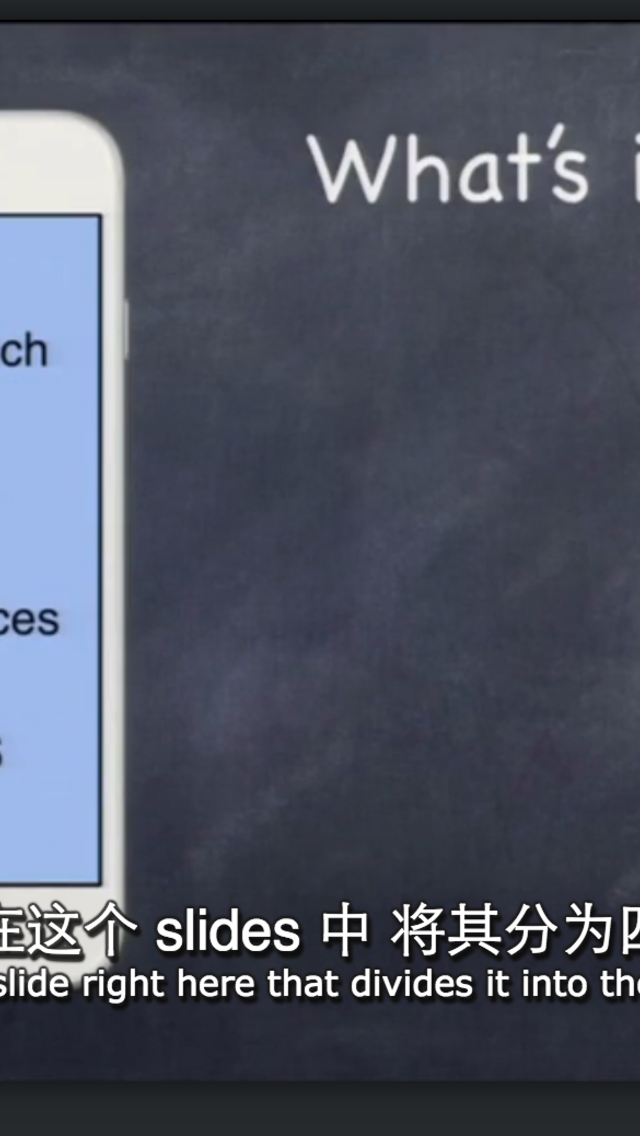 What's
ch
ces
s
在这个 slides 中 将其分为四
slide right here that divides it into the